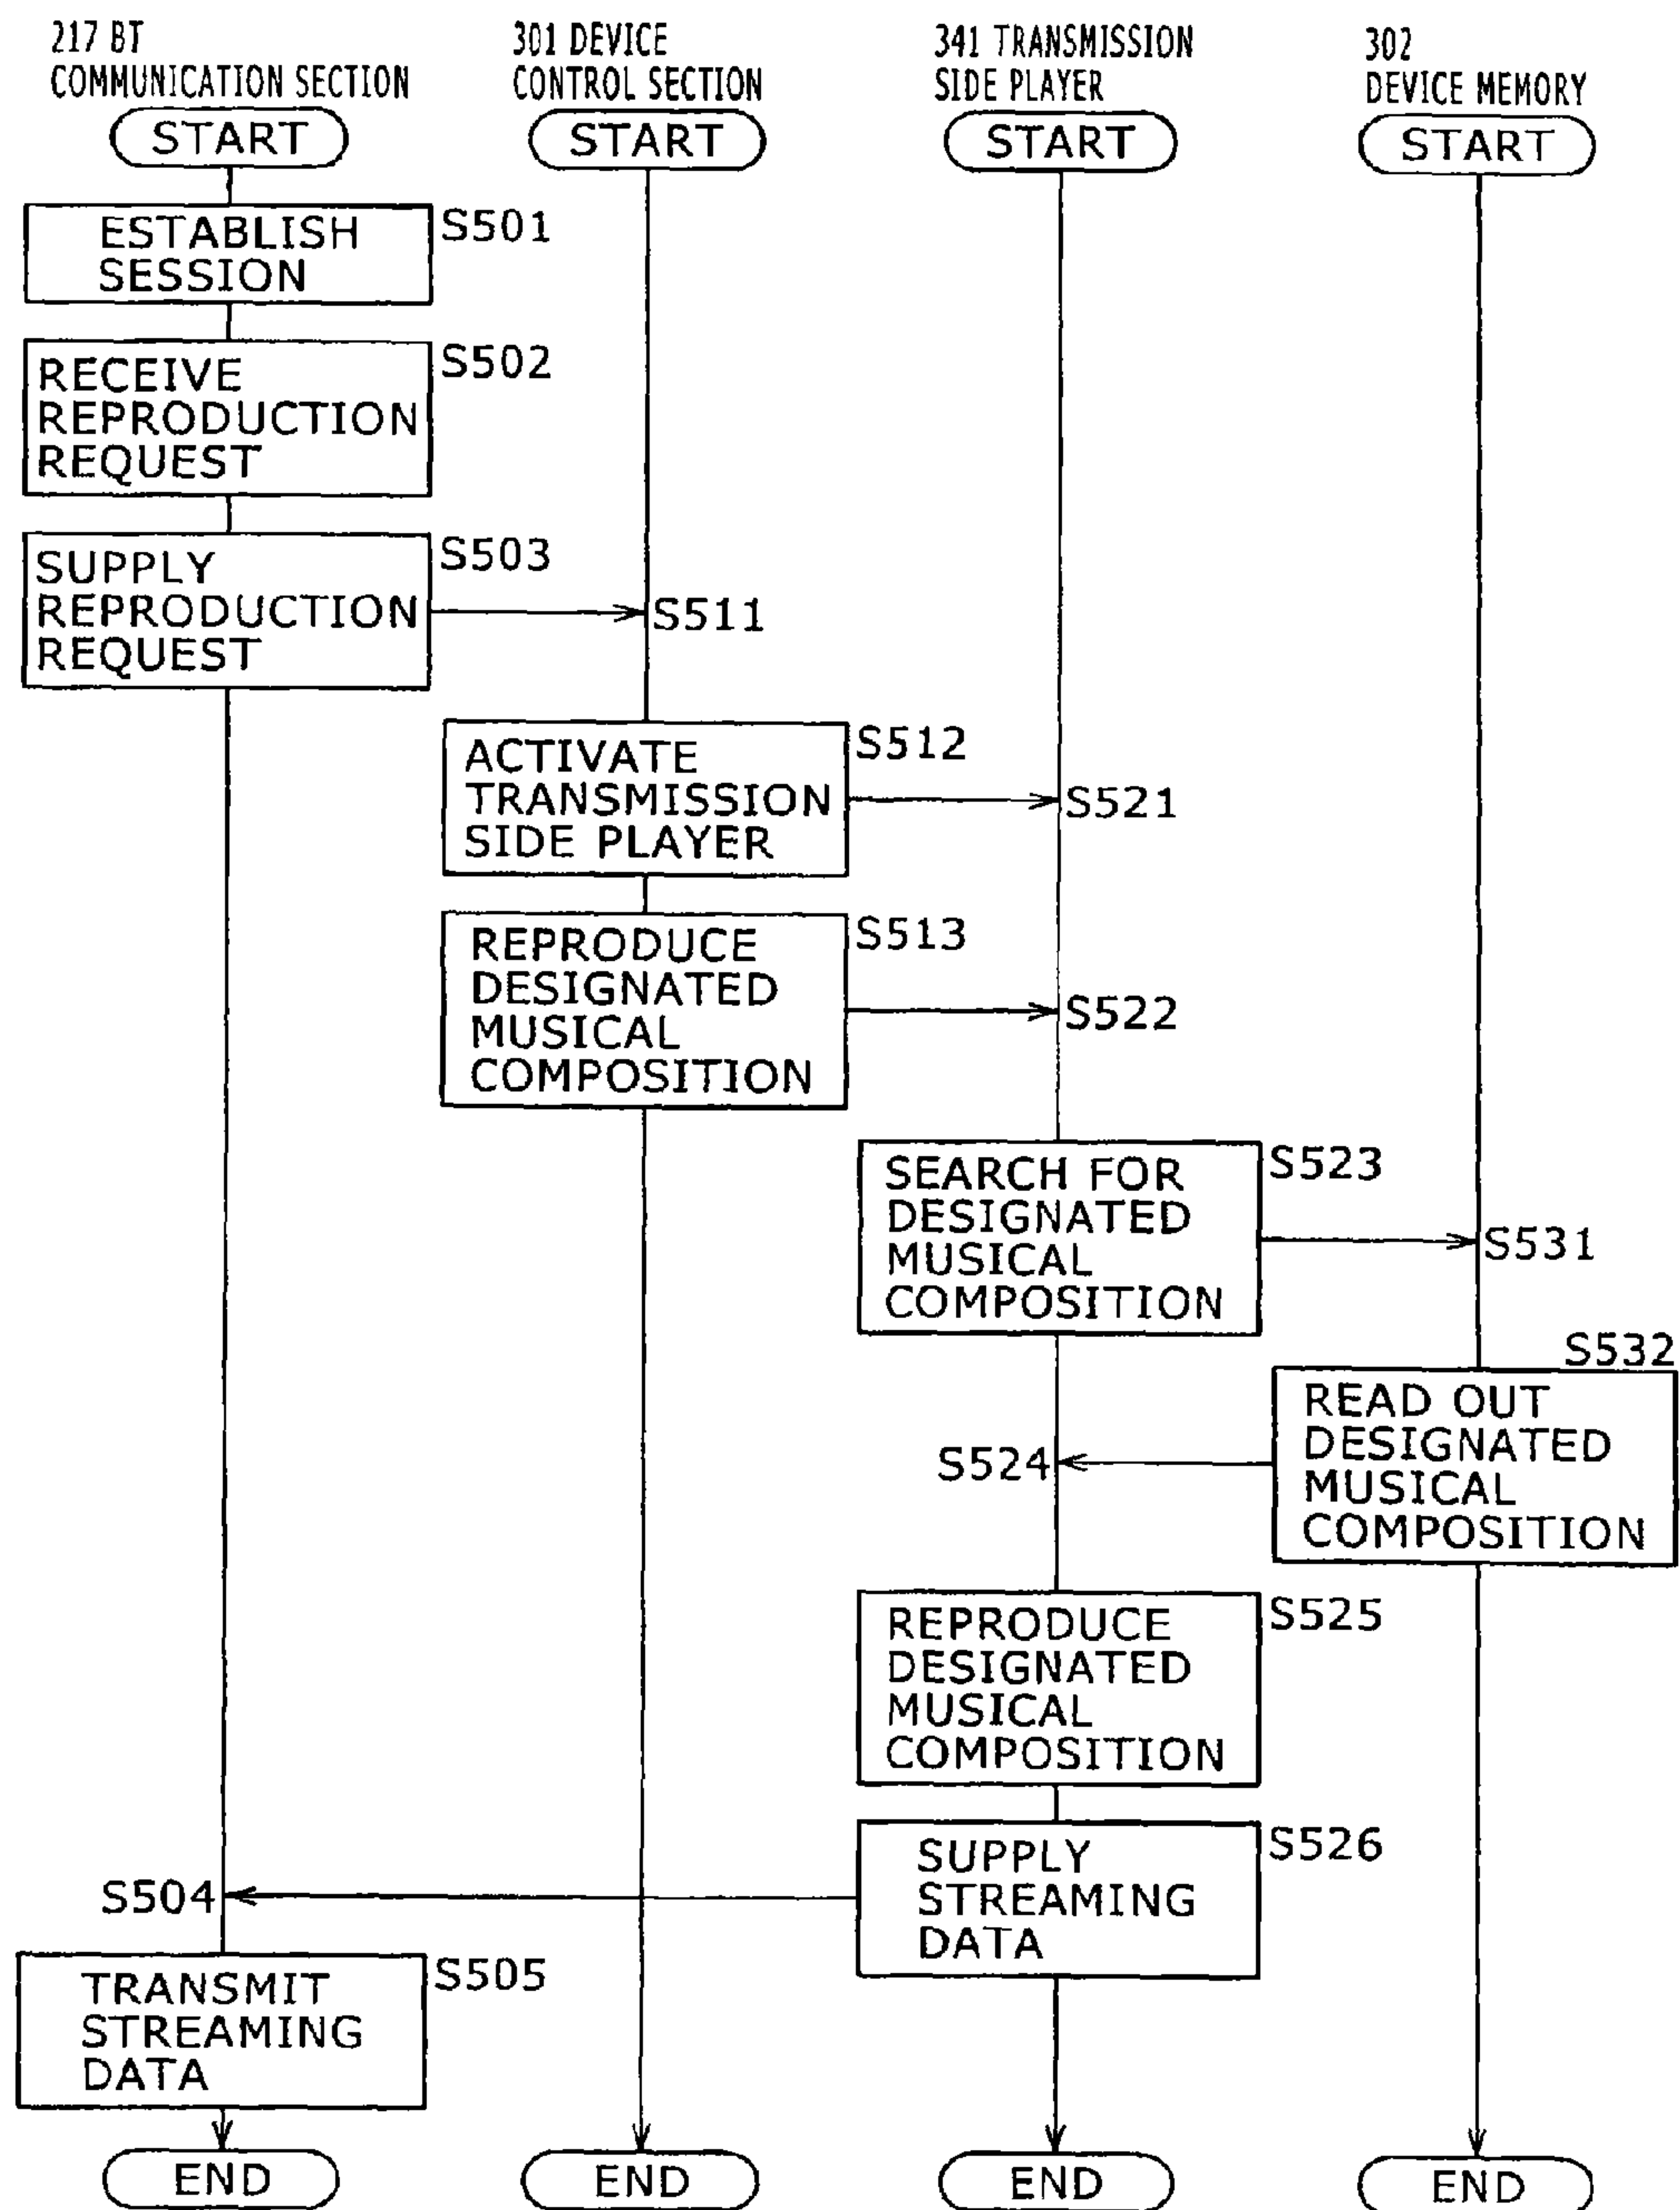 217 BT
COMMUNICATION SECTION
301 DEVICE
CONTROL SECTION
341 TRANSMISSION
SIDE PLAYER
302
DEVICE MEMORY
START
START
START
START
ESTABLISH
SESSION
S501
RECEIVE
REPRODUCTION
REQUEST
S502
SUPPLY
REPRODUCTION
REQUEST
S503
S511
ACTIVATE
TRANSMISSION
SIDE PLAYER
S512
S521
REPRODUCE
DESIGNATED
MUSICAL
COMPOSITION
S513
S522
SEARCH FOR
DESIGNATED
MUSICAL
COMPOSITION
S523
S531
S532
READ OUT
DESIGNATED
MUSICAL
COMPOSITION
S524
REPRODUCE
DESIGNATED
MUSICAL
COMPOSITION
S525
SUPPLY
STREAMING
DATA
S526
S504
TRANSMIT
STREAMING
DATA
S505
END
END
END
END